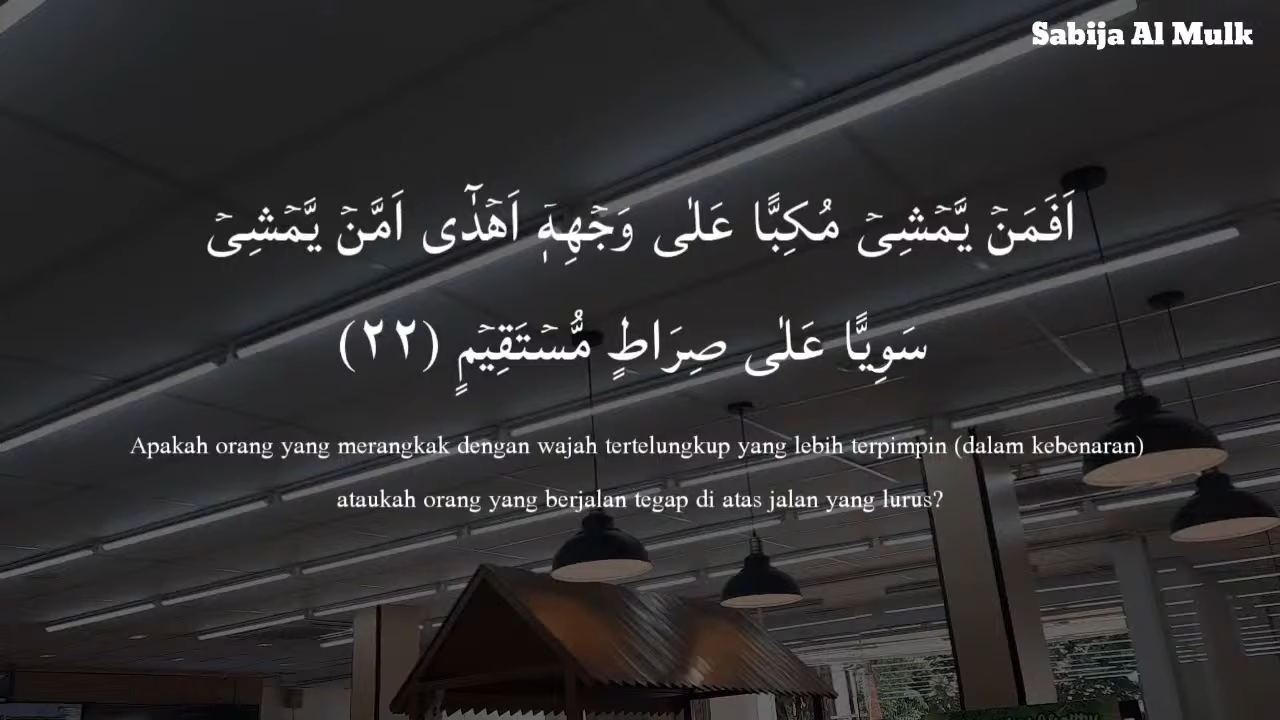 Sabija Al Mulk
اَفَمَنۡ يَّمۡشِىۡ مُكِبًّا عَلٰى وَجۡهِهٖۤ اَهۡدٰٓى اَمَّنۡ يَّمۡشِىۡ
سَوِيًّا عَلٰى صِرَاطٍ مُّسۡتَقِيۡمٍ (٢٢)
Apakah orang yang merangkak dengan wajah tertelungkup yang lebih terpimpin (dalam kebenaran)
ataukah orang yang berjalan tegap di atas jalan yang lurus?